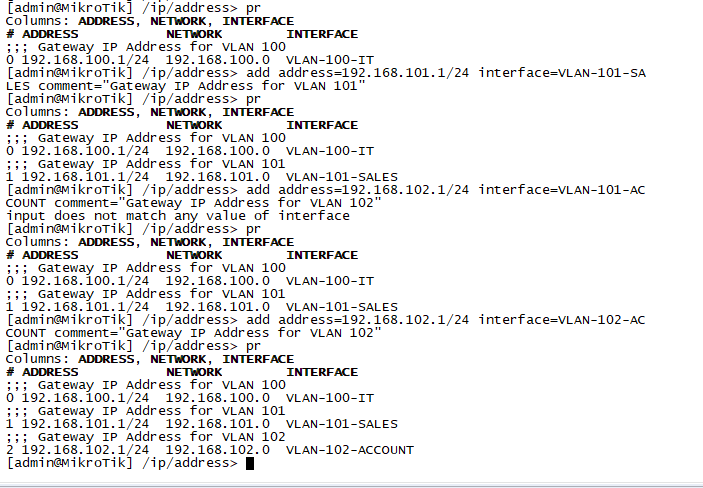 [admin@MikroTik] /ip/address> pr
Columns: ADDRESS, NETWORK, INTERFACE
# ADDRESS           NETWORK        INTERFACE
;;; Gateway IP Address for VLAN 100
0 192.168.100.1/24  192.168.100.0  VLAN-100-IT
[admin@MikroTik] /ip/address> add address=192.168.101.1/24 interface=VLAN-101-SA
LES comment="Gateway IP Address for VLAN 101"
[admin@MikroTik] /ip/address> pr
Columns: ADDRESS, NETWORK, INTERFACE
# ADDRESS           NETWORK        INTERFACE
;;; Gateway IP Address for VLAN 100
0 192.168.100.1/24  192.168.100.0  VLAN-100-IT
;;; Gateway IP Address for VLAN 101
1 192.168.101.1/24  192.168.101.0  VLAN-101-SALES
[admin@MikroTik] /ip/address> add address=192.168.102.1/24 interface=VLAN-101-AC
COUNT comment="Gateway IP Address for VLAN 102"
input does not match any value of interface
[admin@MikroTik] /ip/address> pr
Columns: ADDRESS, NETWORK, INTERFACE
# ADDRESS           NETWORK        INTERFACE
;;; Gateway IP Address for VLAN 100
0 192.168.100.1/24  192.168.100.0  VLAN-100-IT
;;; Gateway IP Address for VLAN 101
1 192.168.101.1/24  192.168.101.0  VLAN-101-SALES
[admin@MikroTik] /ip/address> add address=192.168.102.1/24 interface=VLAN-102-AC
COUNT comment="Gateway IP Address for VLAN 102"
[admin@MikroTik] /ip/address> pr
Columns: ADDRESS, NETWORK, INTERFACE
# ADDRESS           NETWORK        INTERFACE
;;; Gateway IP Address for VLAN 100
0 192.168.100.1/24  192.168.100.0  VLAN-100-IT
;;; Gateway IP Address for VLAN 101
1 192.168.101.1/24  192.168.101.0  VLAN-101-SALES
;;; Gateway IP Address for VLAN 102
2 192.168.102.1/24  192.168.102.0  VLAN-102-ACCOUNT
[admin@MikroTik] /ip/address>